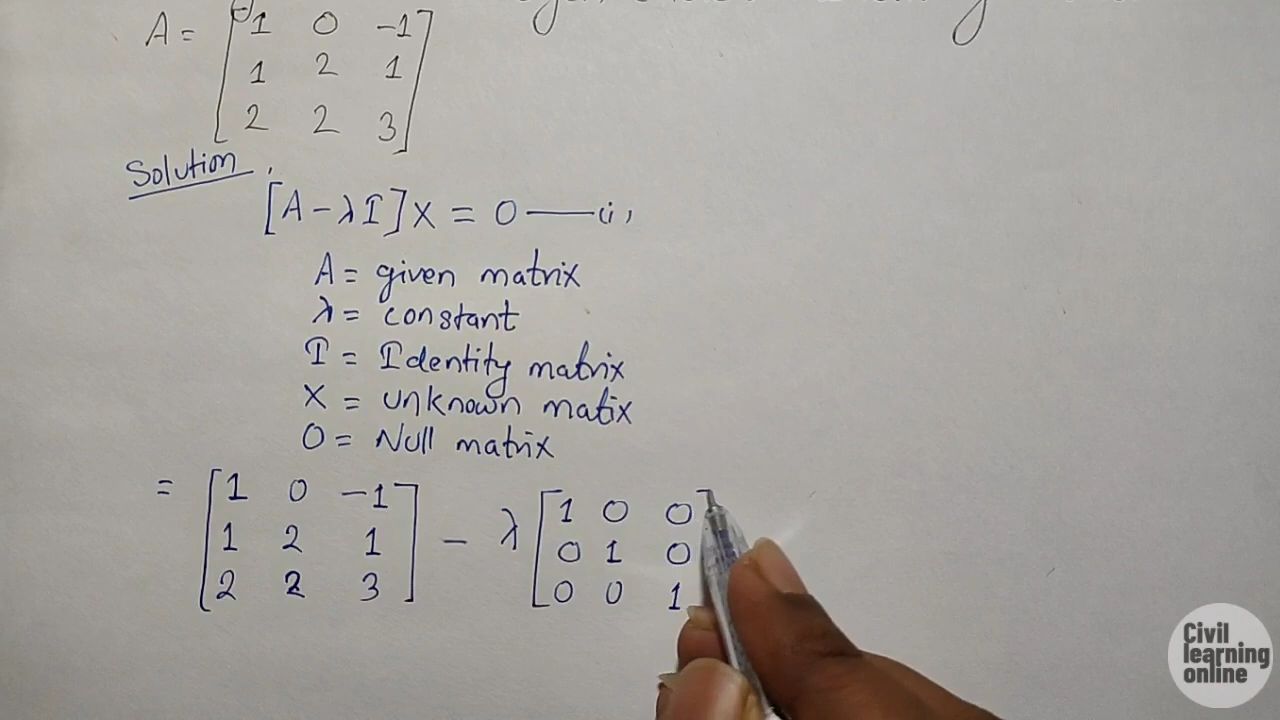 A = [ 1 0 -1
1 2 1
2 2 3 ]
Solution,
[A - λI] X = 0 —— (i)
A = given matrix
λ = constant
I = Identity matrix
X = unknown matix
O = Null matrix
= [ 1 0 -1 ] - λ [ 1 0 0 ]
1 2 1 0 1 0
2 2 3 0 0 1
Civil
learning
online